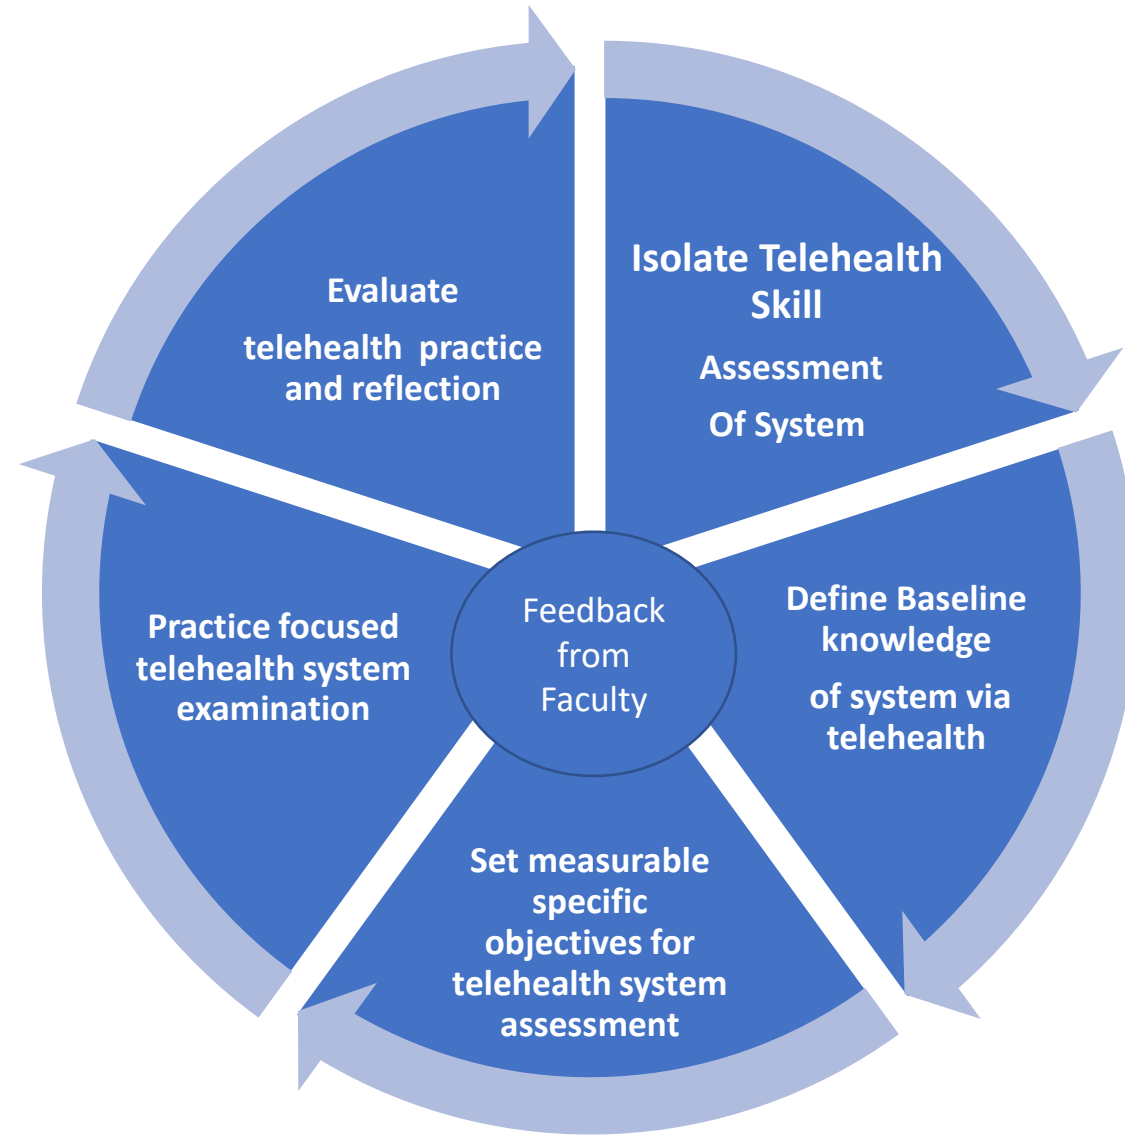 Isolate Telehealth
Skill
Assessment
Of System
Define Baseline
knowledge
of system via
telehealth
Set measurable
specific
objectives for
telehealth system
assessment
Practice focused
telehealth system
examination
Evaluate
telehealth practice
and reflection
Feedback
from
Faculty